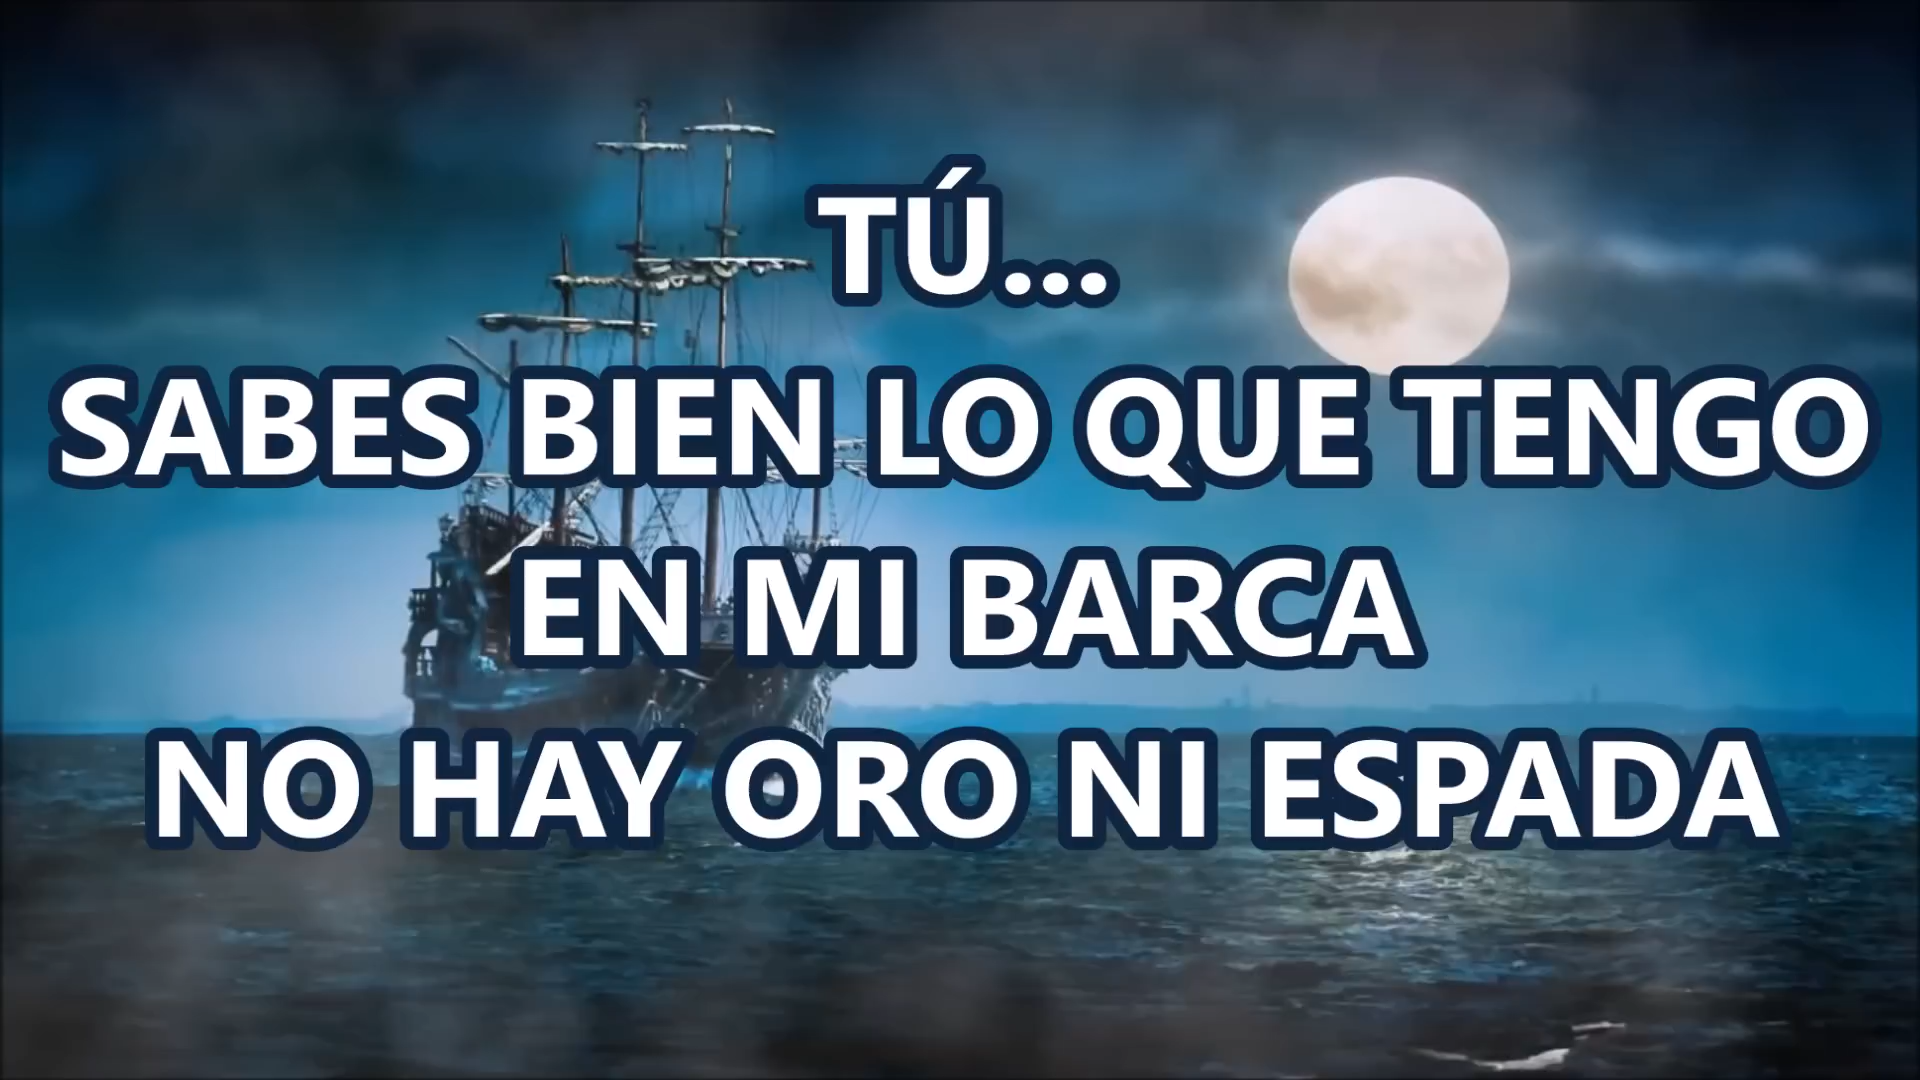 TÚ...
SABES BIEN LO QUE TENGO
EN MI BARCA
NO HAY ORO NI ESPADA